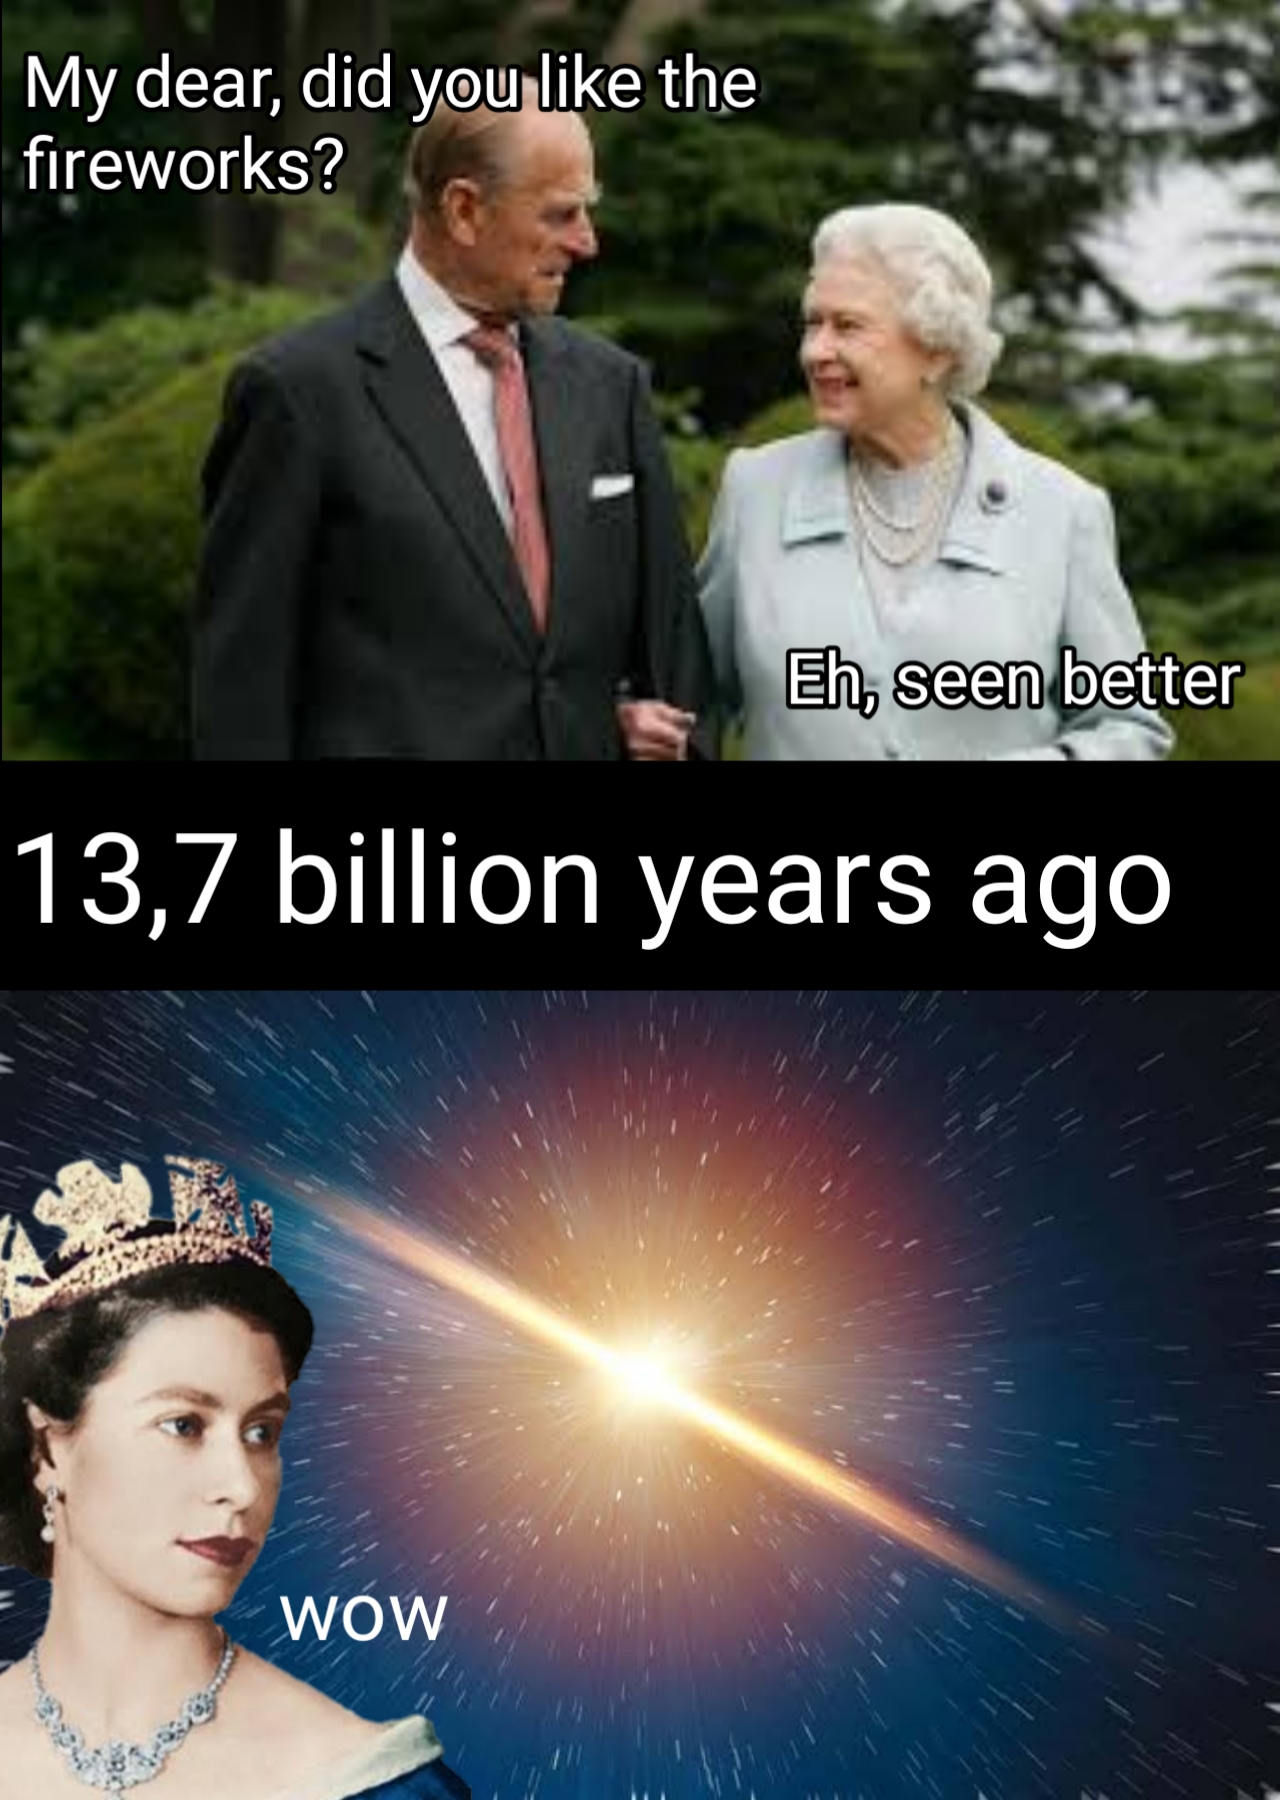 My dear, did you like the
fireworks?
Eh, seen better
13,7 billion years ago
wow